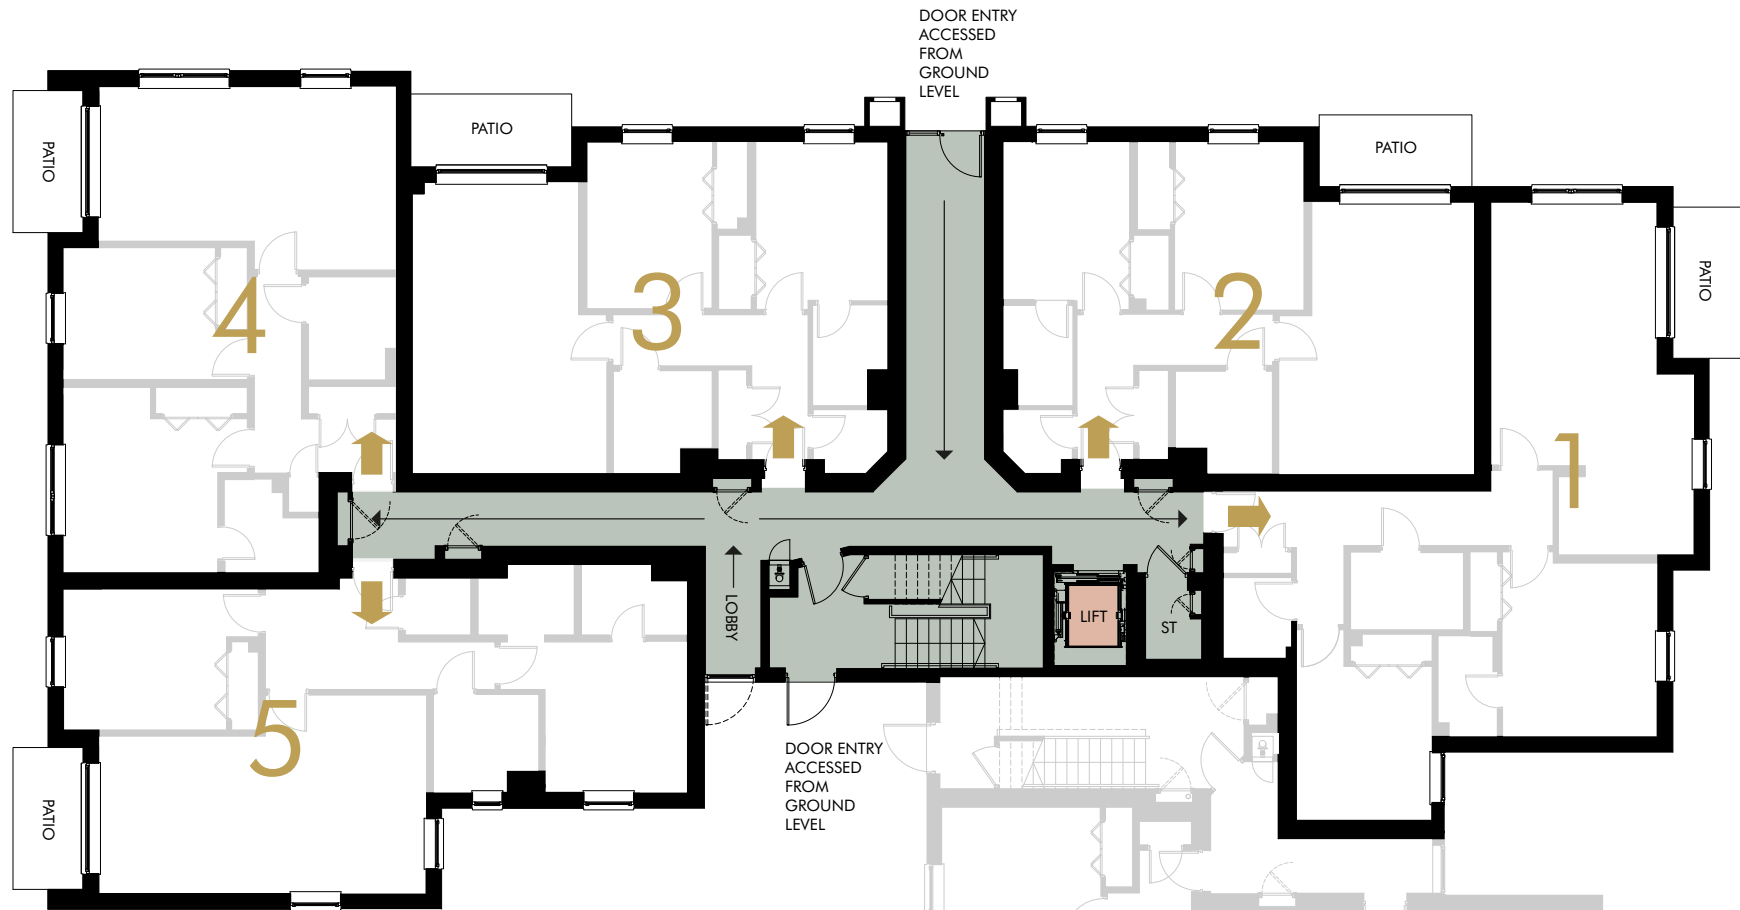 DOOR ENTRY
ACCESSED
FROM
GROUND
LEVEL
PATIO
PATIO
PATIO
PATIO
4
3
2
1
LOBBY
LIFT
ST
5
PATIO
DOOR ENTRY
ACCESSED
FROM
GROUND
LEVEL